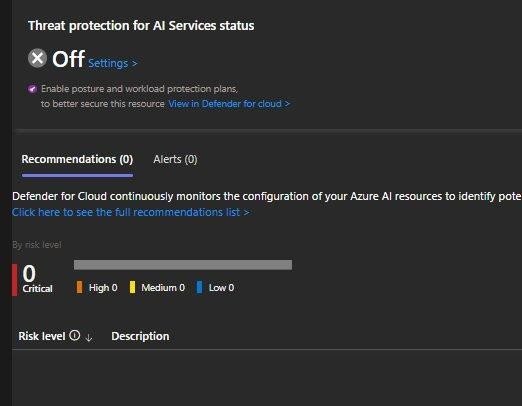 Threat protection for AI Services status
Off Settings >
Enable posture and workload protection plans,
to better secure this resource View in Defender for cloud >
Recommendations (0) Alerts (0)
Defender for Cloud continuously monitors the configuration of your Azure AI resources to identify pote
Click here to see the full recommendations list >
By risk level
0
Critical
High 0 Medium 0 Low 0
Risk level ↓ Description